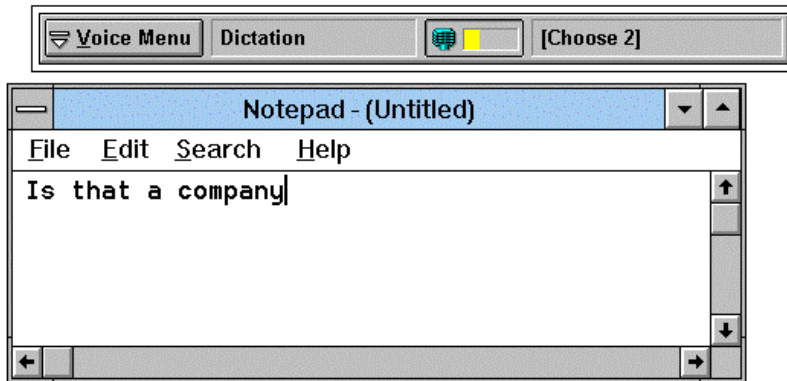 Voice Menu Dictation [Choose 2]
Notepad - (Untitled)
File Edit Search Help
Is that a company